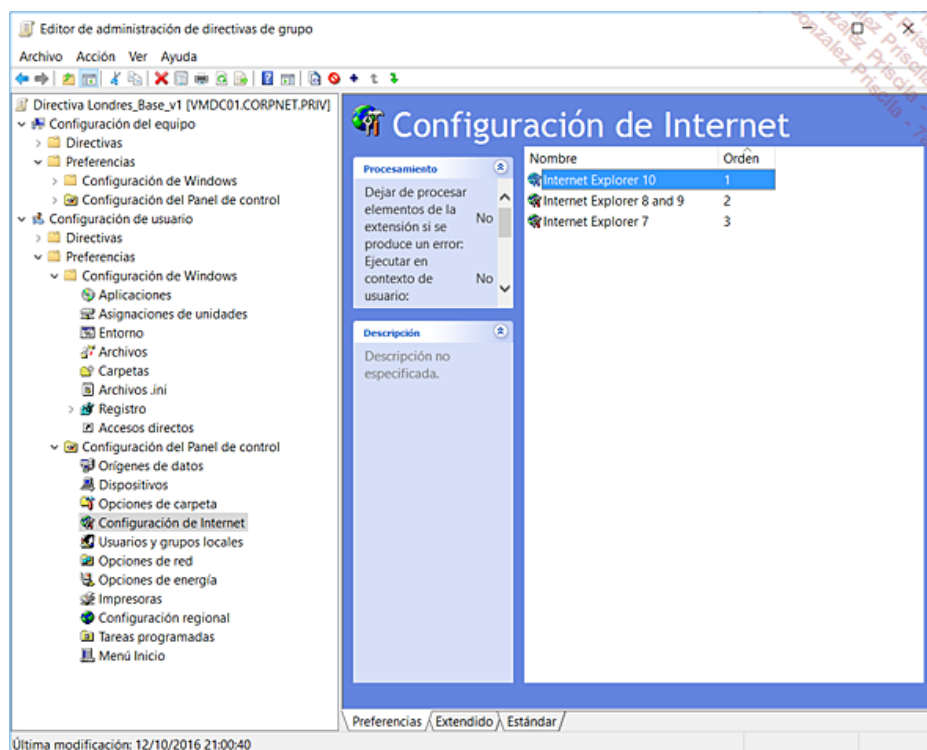 Editor de administración de directivas de grupo
Archivo Acción Ver Ayuda
Directiva Londres_Base_v1 [VMDC01.CORPNET.PRIV]
Configuración del equipo
Directivas
Preferencias
Configuración de Windows
Configuración del Panel de control
Configuración de usuario
Directivas
Preferencias
Configuración de Windows
Aplicaciones
Asignaciones de unidades
Entorno
Archivos
Carpetas
Archivos .ini
Registro
Accesos directos
Configuración del Panel de control
Orígenes de datos
Dispositivos
Opciones de carpeta
Configuración de Internet
Usuarios y grupos locales
Opciones de red
Opciones de energía
Impresoras
Configuración regional
Tareas programadas
Menú Inicio
Configuración de Internet
Procesamiento
Dejar de procesar
elementos de la
extensión si se
produce un error:
No
Ejecutar en
contexto de
usuario:
No
Descripción
Descripción no
especificada.
Nombre Orden
Internet Explorer 10 1
Internet Explorer 8 and 9 2
Internet Explorer 7 3
Preferencias Extendido Estándar
Última modificación: 12/10/2016 21:00:40